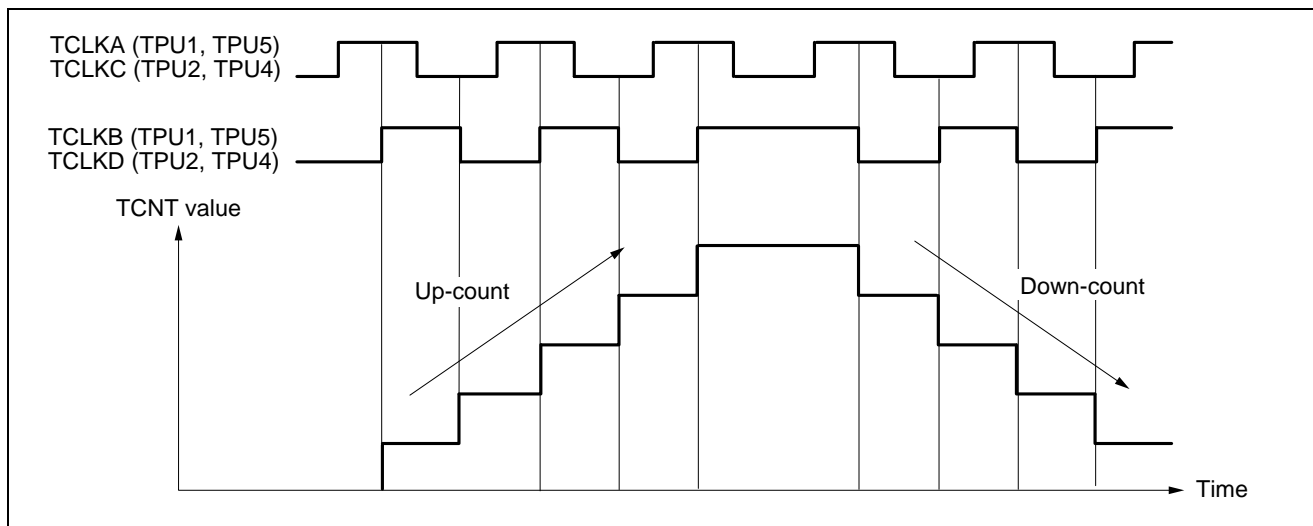 TCLKA (TPU1, TPU5)
TCLKC (TPU2, TPU4)
TCLKB (TPU1, TPU5)
TCLKD (TPU2, TPU4)
TCNT value
Up-count
Down-count
Time